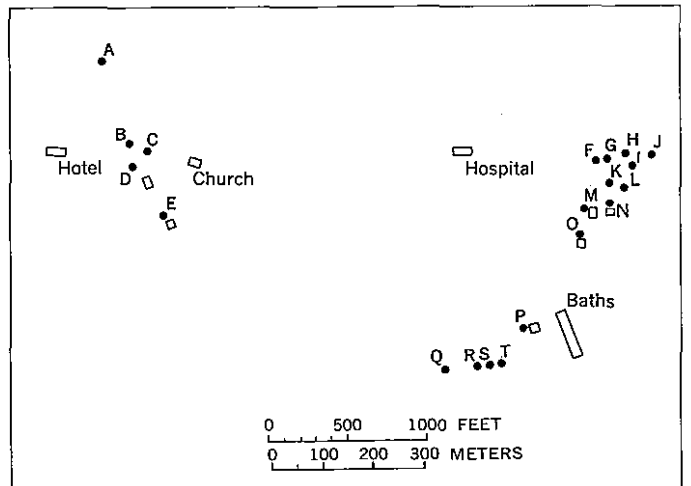 A
B C
Hotel
D
Church
E
Hospital
F G H I J
K
L
M
N
O
Baths
P
Q R S T
0 500 1000 FEET
0 100 200 300 METERS